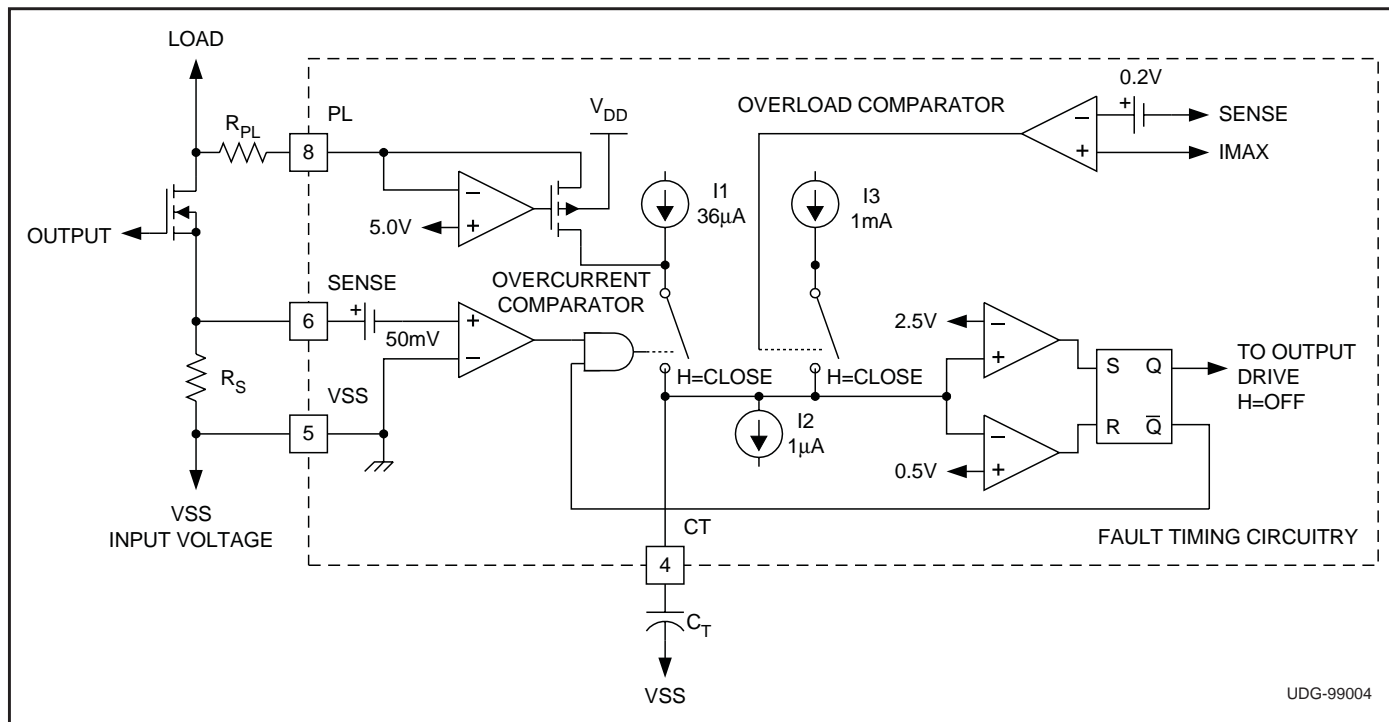 LOAD
R_PL
PL
8
V_DD
OVERLOAD COMPARATOR
0.2V
+
−
+
SENSE
IMAX
−
+
5.0V
I1
36µA
I3
1mA
OUTPUT
OVERCURRENT
COMPARATOR
SENSE
6
+
50mV
+
−
H=CLOSE
H=CLOSE
2.5V
−
+
S Q
R Q̅
TO OUTPUT
DRIVE
H=OFF
R_S
VSS
5
I2
1µA
−
+
0.5V
VSS
INPUT VOLTAGE
CT
4
FAULT TIMING CIRCUITRY
C_T
VSS
UDG-99004